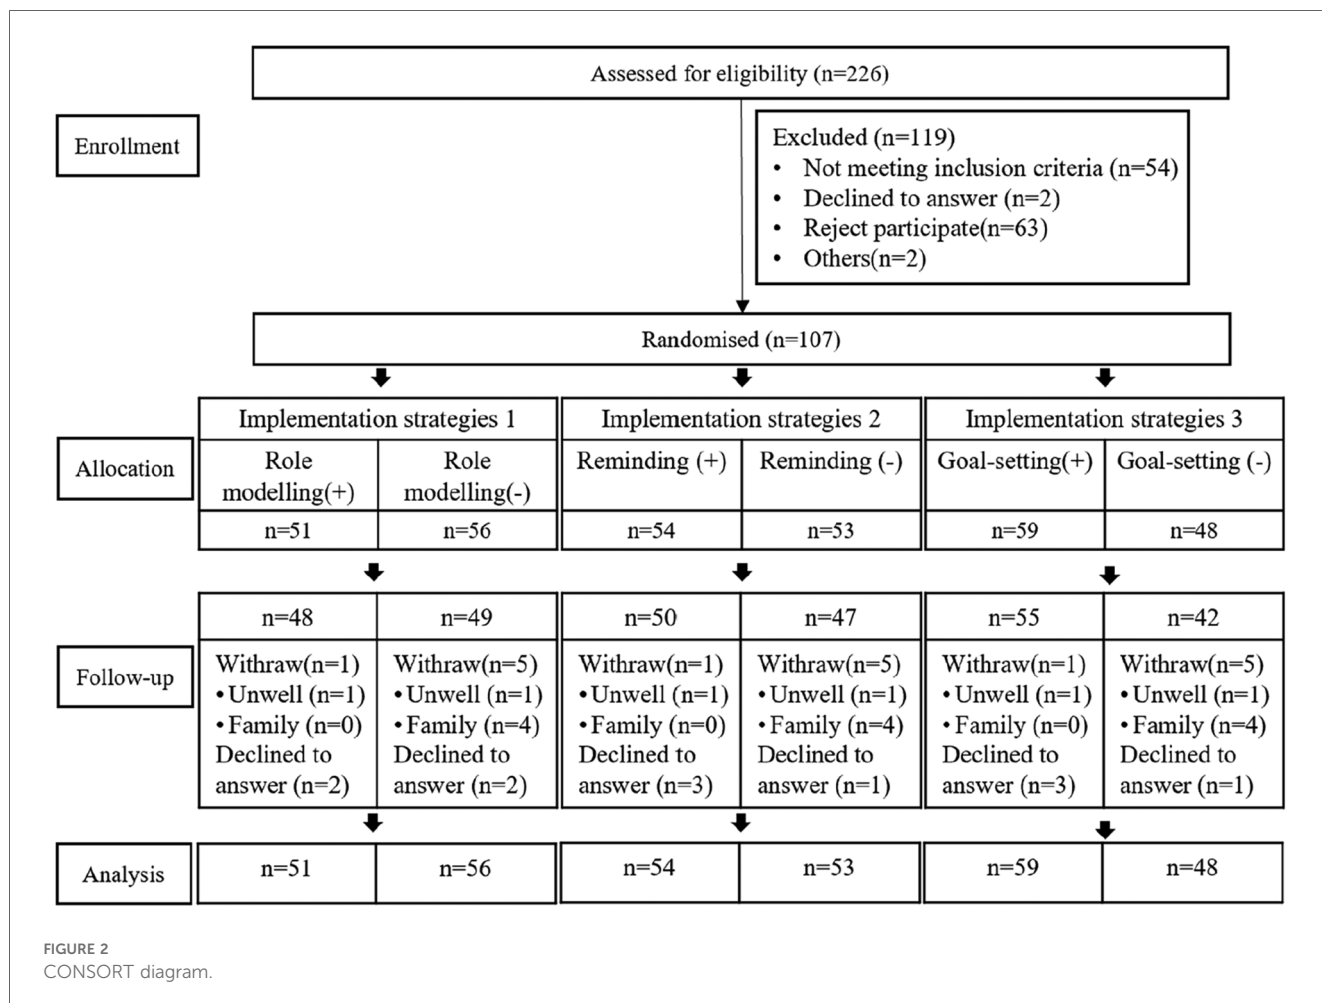 Assessed for eligibility (n=226)
Enrollment
Excluded (n=119)
• Not meeting inclusion criteria (n=54)
• Declined to answer (n=2)
• Reject participate(n=63)
• Others(n=2)
Randomised (n=107)
Allocation
Implementation strategies 1
Role
modelling(+)
Role
modelling(-)
n=51
n=56
Implementation strategies 2
Reminding (+)
Reminding (-)
n=54
n=53
Implementation strategies 3
Goal-setting(+)
Goal-setting (-)
n=59
n=48
Follow-up
n=48
Withraw(n=1)
• Unwell (n=1)
• Family (n=0)
Declined to
answer (n=2)
n=49
Withraw(n=5)
• Unwell (n=1)
• Family (n=4)
Declined to
answer (n=2)
n=50
Withraw(n=1)
• Unwell (n=1)
• Family (n=0)
Declined to
answer (n=3)
n=47
Withraw(n=5)
• Unwell (n=1)
• Family (n=4)
Declined to
answer (n=1)
n=55
Withraw(n=1)
• Unwell (n=1)
• Family (n=0)
Declined to
answer (n=3)
n=42
Withraw(n=5)
• Unwell (n=1)
• Family (n=4)
Declined to
answer (n=1)
Analysis
n=51
n=56
n=54
n=53
n=59
n=48
FIGURE 2
CONSORT diagram.